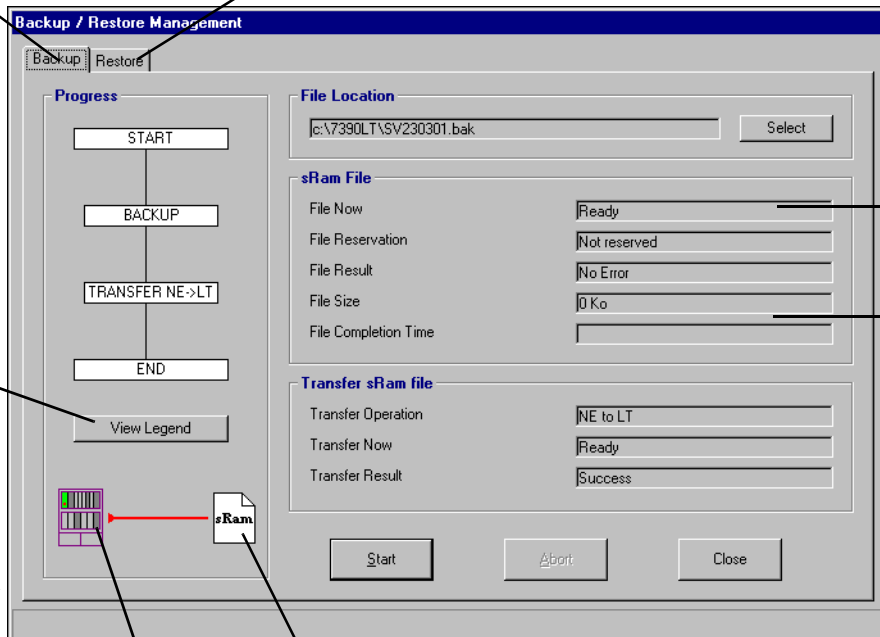 Backup / Restore Management
Backup
Restore
Progress
START
BACKUP
TRANSFER NE->LT
END
View Legend
sRam
File Location
c:\7390LT\SV230301.bak
Select
sRam File
File Now
Ready
File Reservation
Not reserved
File Result
No Error
File Size
0 Ko
File Completion Time
Transfer sRam file
Transfer Operation
NE to LT
Transfer Now
Ready
Transfer Result
Success
Start
Abort
Close